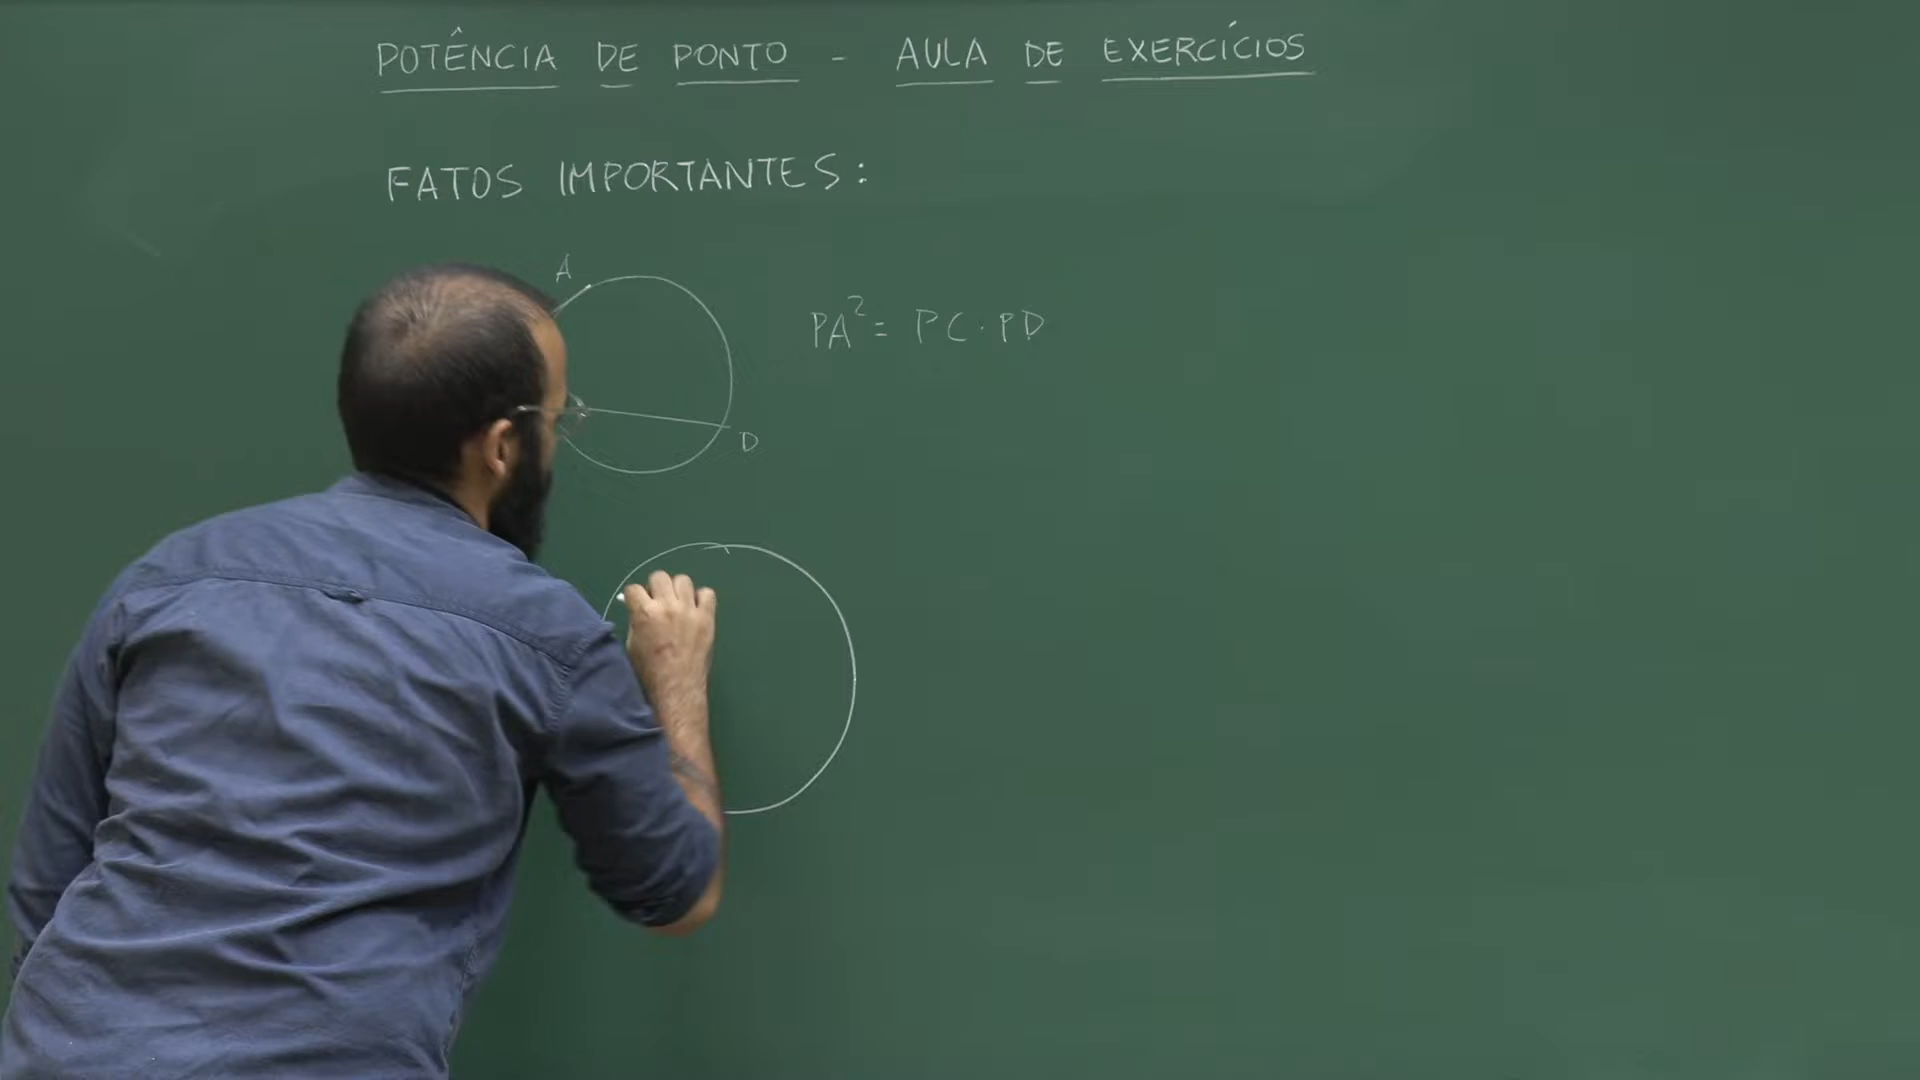 POTÊNCIA DE PONTO - AULA DE EXERCÍCIOS
FATOS IMPORTANTES:
A
PA² = PC·PD
D